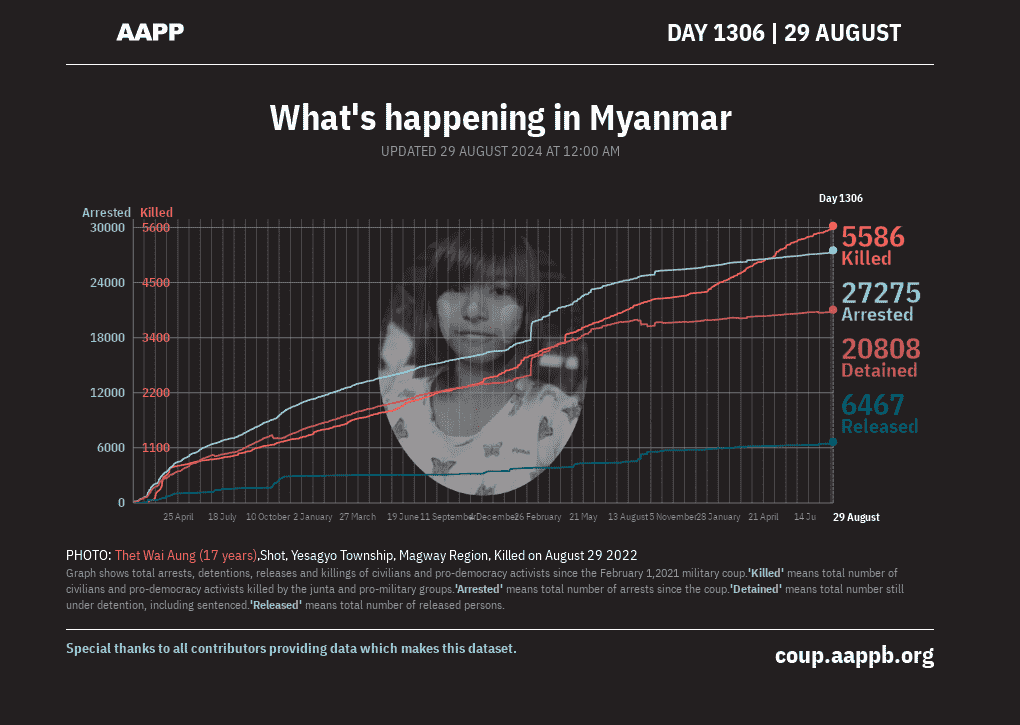 AAPP
DAY 1306 | 29 AUGUST
What's happening in Myanmar
UPDATED 29 AUGUST 2024 AT 12:00 AM
Day 1306
Arrested Killed
30000 5600
24000 4500
18000 3400
12000 2200
6000 1100
0
5586
Killed
27275
Arrested
20808
Detained
6467
Released
25 April 18 July 10 October 2 January 27 March 19 June 11 September 4 December 26 February 21 May 13 August 5 November 28 January 21 April 14 Ju 29 August
PHOTO: Thet Wai Aung (17 years),Shot, Yesagyo Township, Magway Region, Killed on August 29 2022
Graph shows total arrests, detentions, releases and killings of civilians and pro-democracy activists since the February 1,2021 military coup.'Killed' means total number of
civilians and pro-democracy activists killed by the junta and pro-military groups.'Arrested' means total number of arrests since the coup.'Detained' means total number still
under detention, including sentenced.'Released' means total number of released persons.
Special thanks to all contributors providing data which makes this dataset.
coup.aappb.org